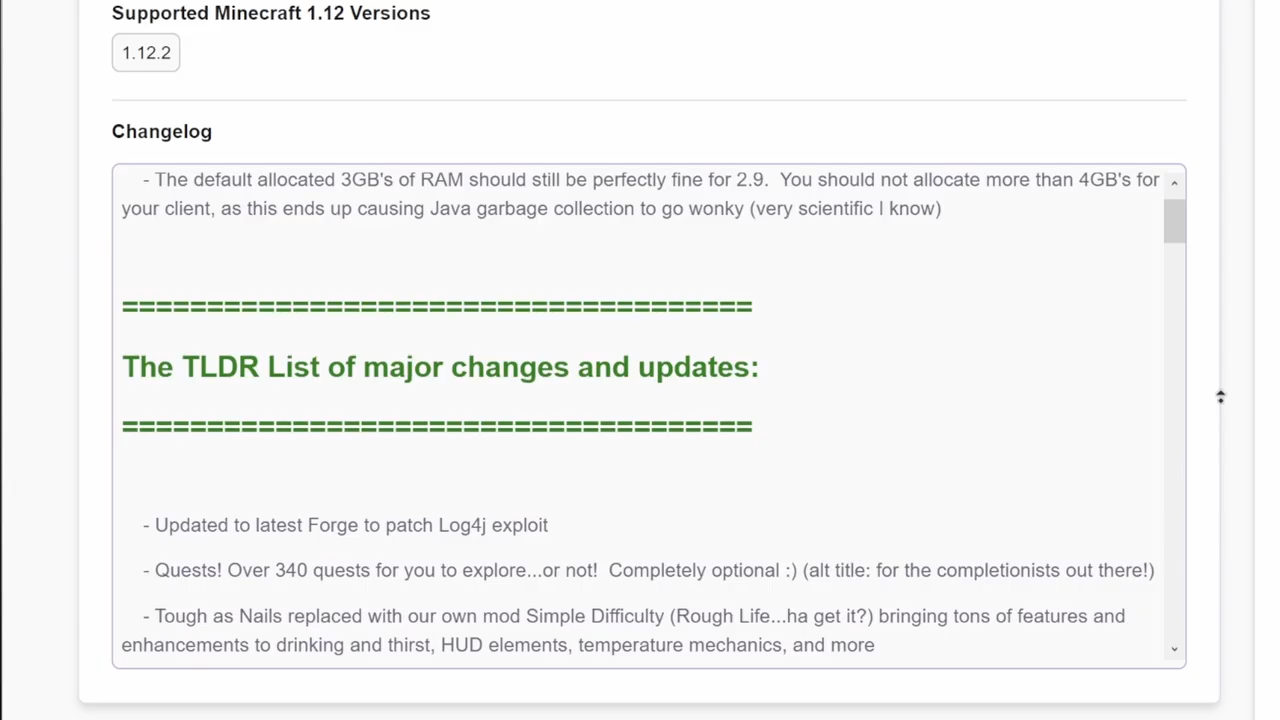 Supported Minecraft 1.12 Versions
1.12.2
Changelog
- The default allocated 3GB's of RAM should still be perfectly fine for 2.9.  You should not allocate more than 4GB's for
your client, as this ends up causing Java garbage collection to go wonky (very scientific I know)
=====================================
The TLDR List of major changes and updates:
=====================================
- Updated to latest Forge to patch Log4j exploit
- Quests! Over 340 quests for you to explore...or not!  Completely optional :) (alt title: for the completionists out there!)
- Tough as Nails replaced with our own mod Simple Difficulty (Rough Life...ha get it?) bringing tons of features and
enhancements to drinking and thirst, HUD elements, temperature mechanics, and more